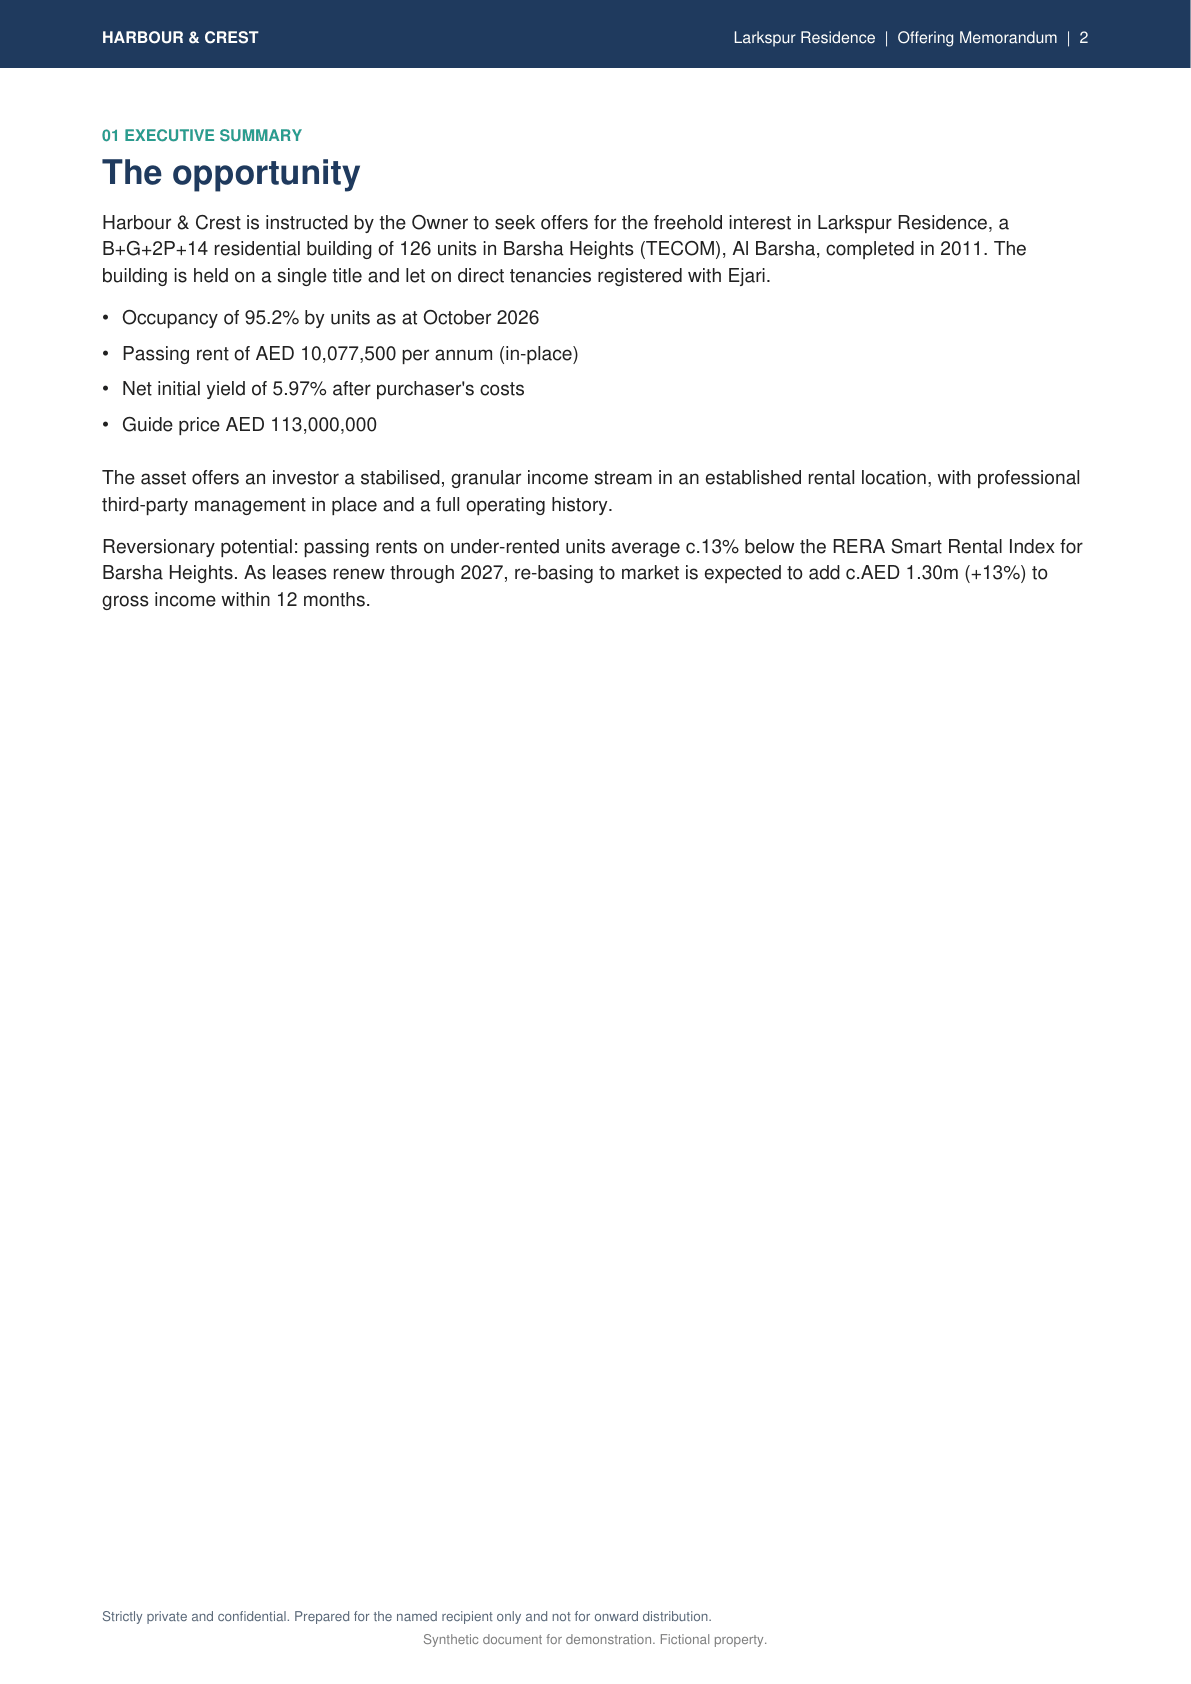 HARBOUR & CREST
Larkspur Residence | Offering Memorandum | 2
01 EXECUTIVE SUMMARY
The opportunity
Harbour & Crest is instructed by the Owner to seek offers for the freehold interest in Larkspur Residence, a
B+G+2P+14 residential building of 126 units in Barsha Heights (TECOM), Al Barsha, completed in 2011. The
building is held on a single title and let on direct tenancies registered with Ejari.
• Occupancy of 95.2% by units as at October 2026
• Passing rent of AED 10,077,500 per annum (in-place)
• Net initial yield of 5.97% after purchaser's costs
• Guide price AED 113,000,000
The asset offers an investor a stabilised, granular income stream in an established rental location, with professional
third-party management in place and a full operating history.
Reversionary potential: passing rents on under-rented units average c.13% below the RERA Smart Rental Index for
Barsha Heights. As leases renew through 2027, re-basing to market is expected to add c.AED 1.30m (+13%) to
gross income within 12 months.
Strictly private and confidential. Prepared for the named recipient only and not for onward distribution.
Synthetic document for demonstration. Fictional property.